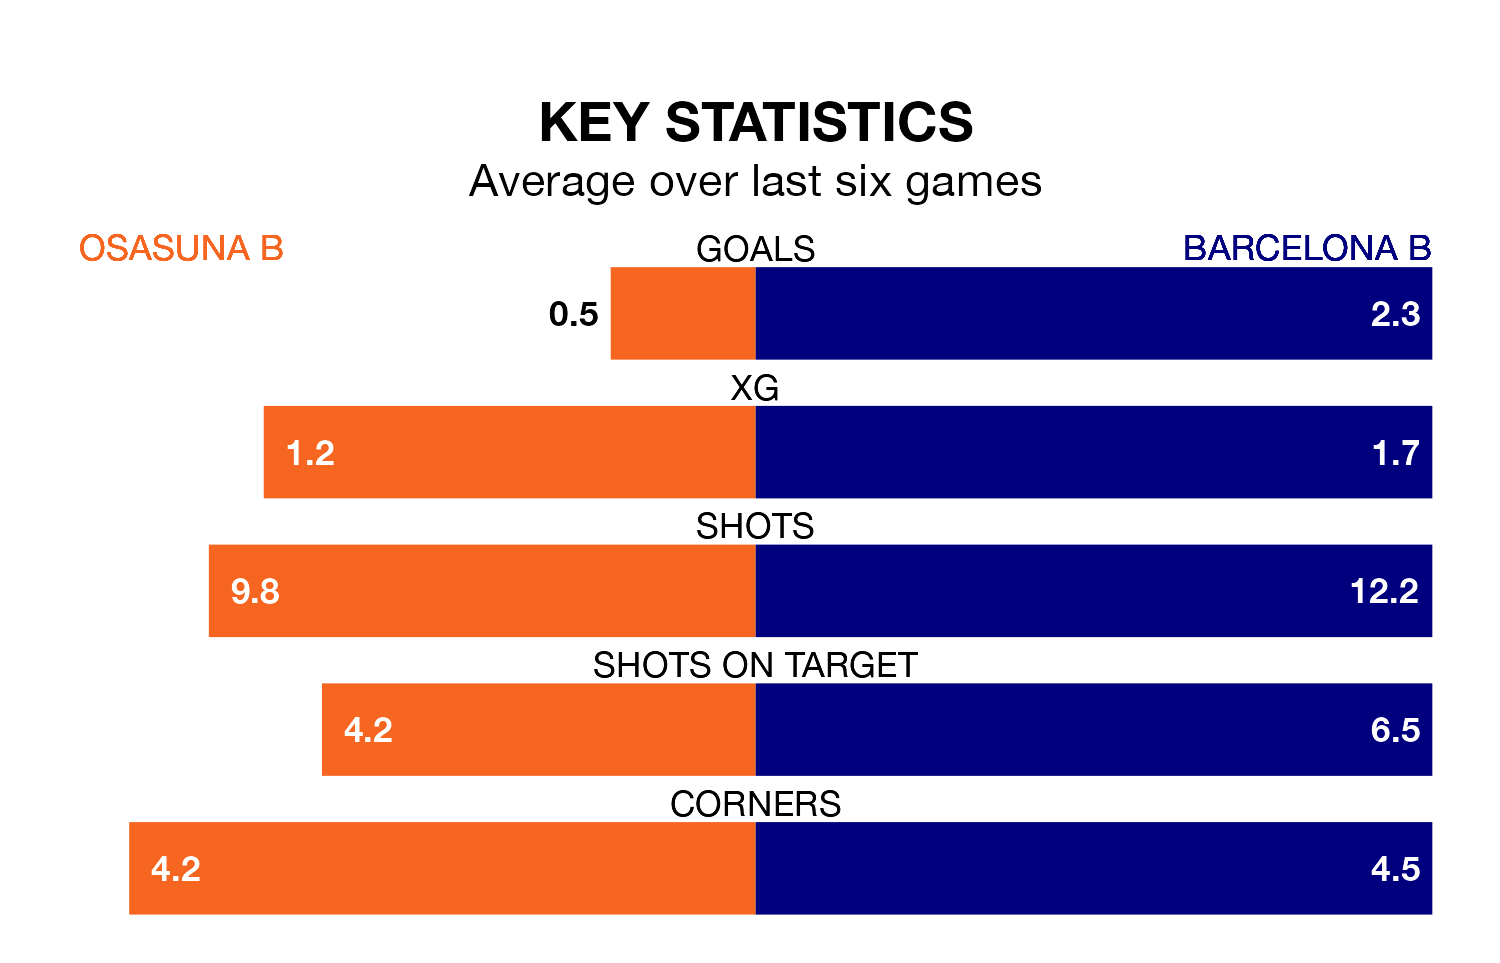 KEY STATISTICS
Average over last six games
OSASUNA B GOALS BARCELONA B
0.5 2.3
XG
1.2 1.7
SHOTS
9.8 12.2
SHOTS ON TARGET
4.2 6.5
CORNERS
4.2 4.5